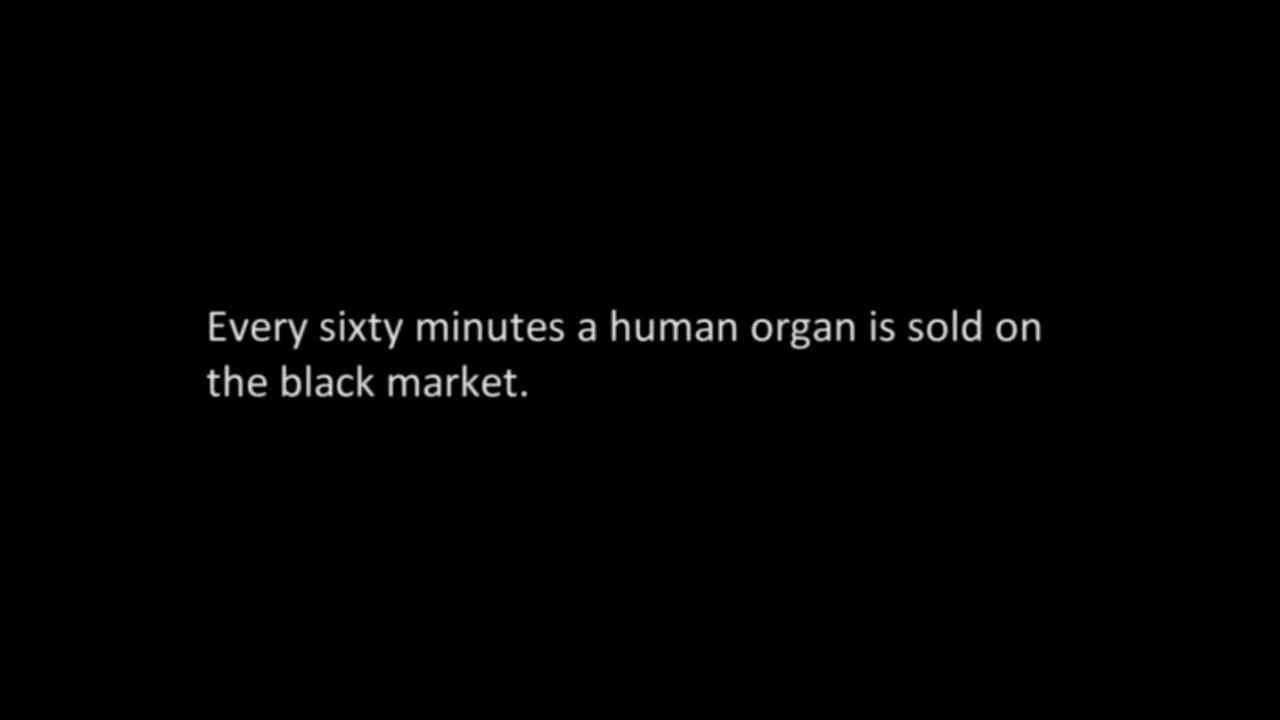 Every sixty minutes a human organ is sold on
the black market.